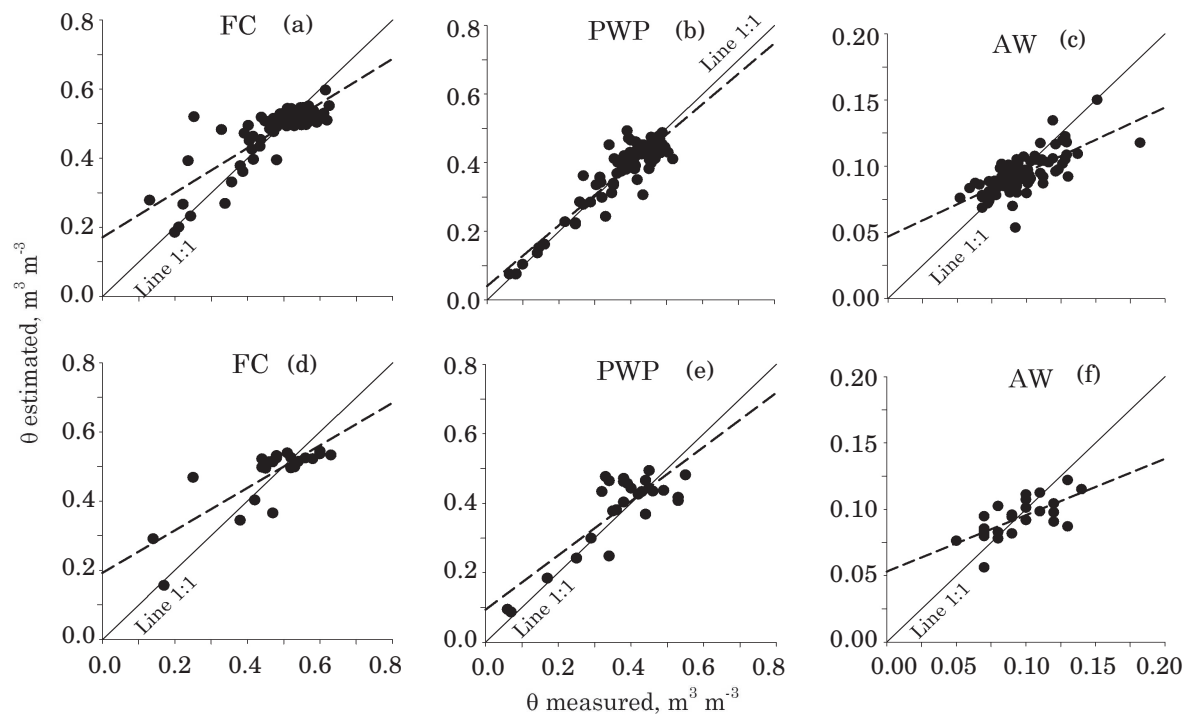 FC (a)
0.8
0.6
0.4
0.2
0.0
Line 1:1
PWP (b)
0.8
0.6
0.4
0.2
0.0
Line 1:1
AW (c)
0.20
0.15
0.10
0.05
0.00
Line 1:1
θ estimated, m³ m⁻³
FC (d)
0.8
0.6
0.4
0.2
0.0
Line 1:1
0.0 0.2 0.4 0.6 0.8
PWP (e)
0.8
0.6
0.4
0.2
0.0
Line 1:1
0.0 0.2 0.4 0.6 0.8
AW (f)
0.20
0.15
0.10
0.05
0.00
Line 1:1
0.00 0.05 0.10 0.15 0.20
θ measured, m³ m⁻³